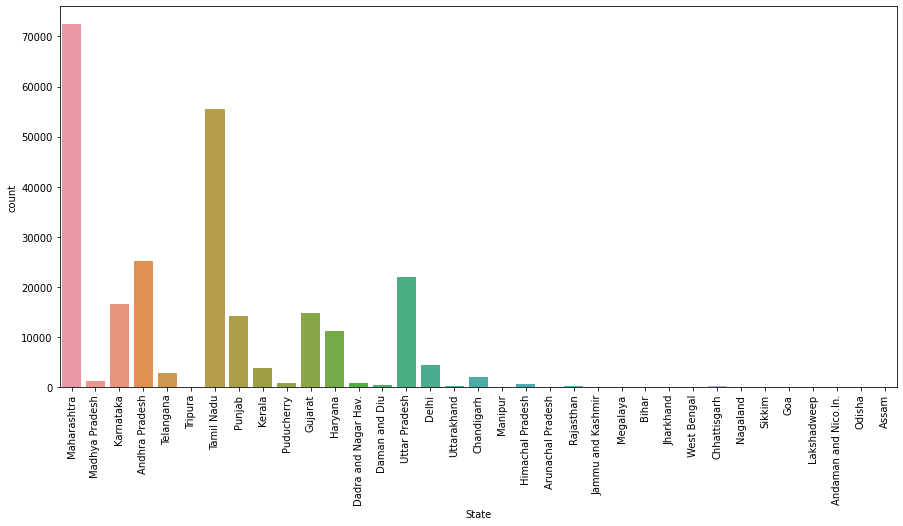 70000
60000
50000
40000
30000
20000
10000
0
count
Maharashtra
Madhya Pradesh
Karnataka
Andhra Pradesh
Telangana
Tripura
Tamil Nadu
Punjab
Kerala
Puducherry
Gujarat
Haryana
Dadra and Nagar Hav.
Daman and Diu
Uttar Pradesh
Delhi
Uttarakhand
Chandigarh
Manipur
Himachal Pradesh
Arunachal Pradesh
Rajasthan
Jammu and Kashmir
Megalaya
Bihar
Jharkhand
West Bengal
Chhattisgarh
Nagaland
Sikkim
Goa
Lakshadweep
Andaman and Nico.In.
Odisha
Assam
State